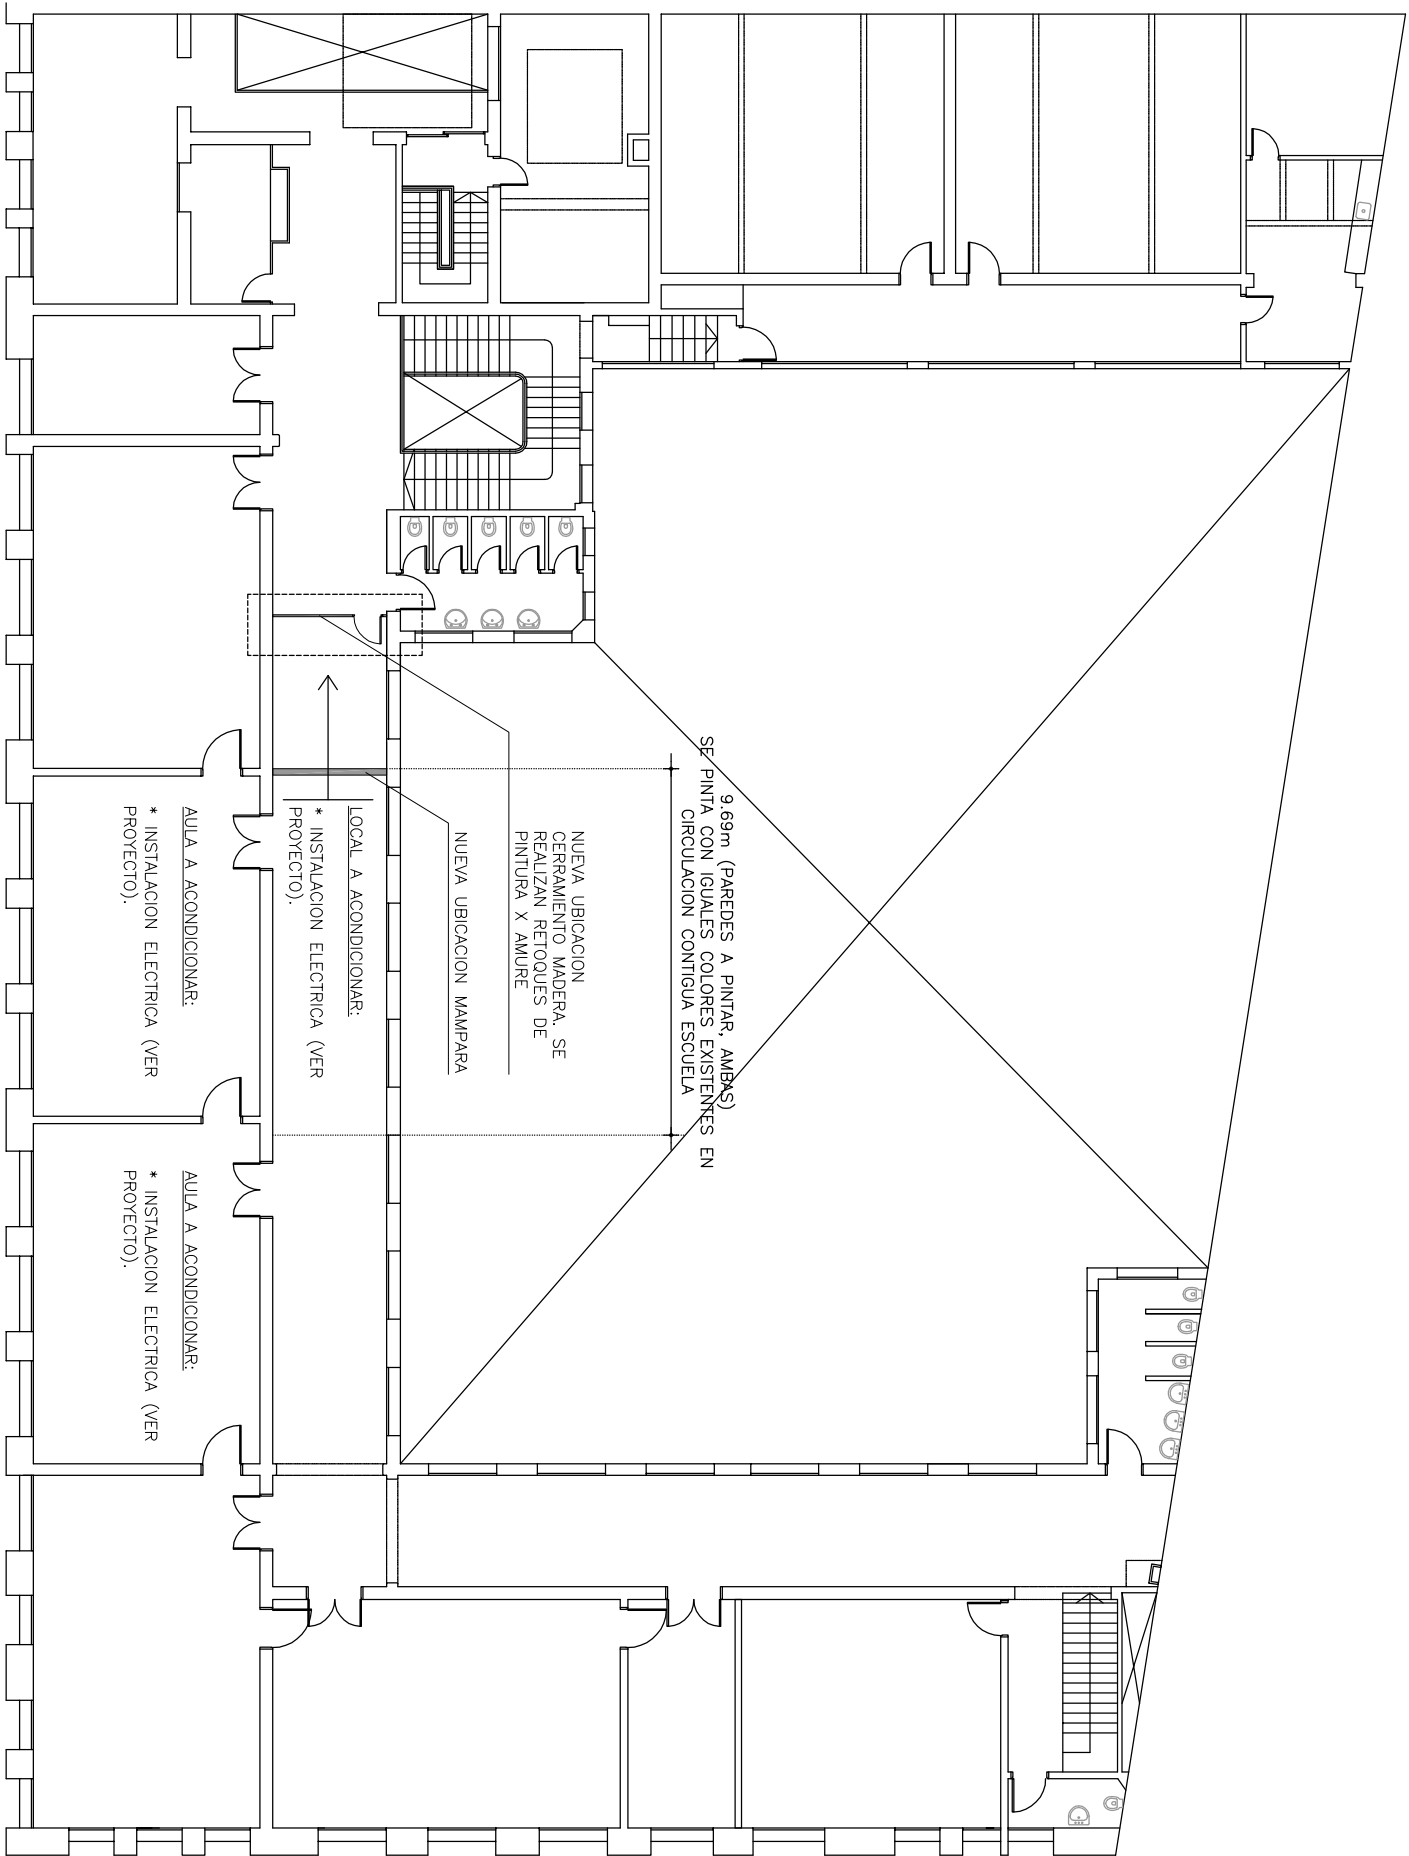 9.69m (PAREDES A PINTAR, AMBAS)
SE PINTA CON IGUALES COLORES EXISTENTES EN
CIRCULACION CONTIGUA ESCUELA
NUEVA UBICACION
CERRAMIENTO MADERA. SE
REALIZAN RETOQUES DE
PINTURA X AMURE
NUEVA UBICACION MAMPARA
LOCAL A ACONDICIONAR:
* INSTALACION ELECTRICA (VER
PROYECTO).
AULA A ACONDICIONAR:
* INSTALACION ELECTRICA (VER
PROYECTO).
AULA A ACONDICIONAR:
* INSTALACION ELECTRICA (VER
PROYECTO).